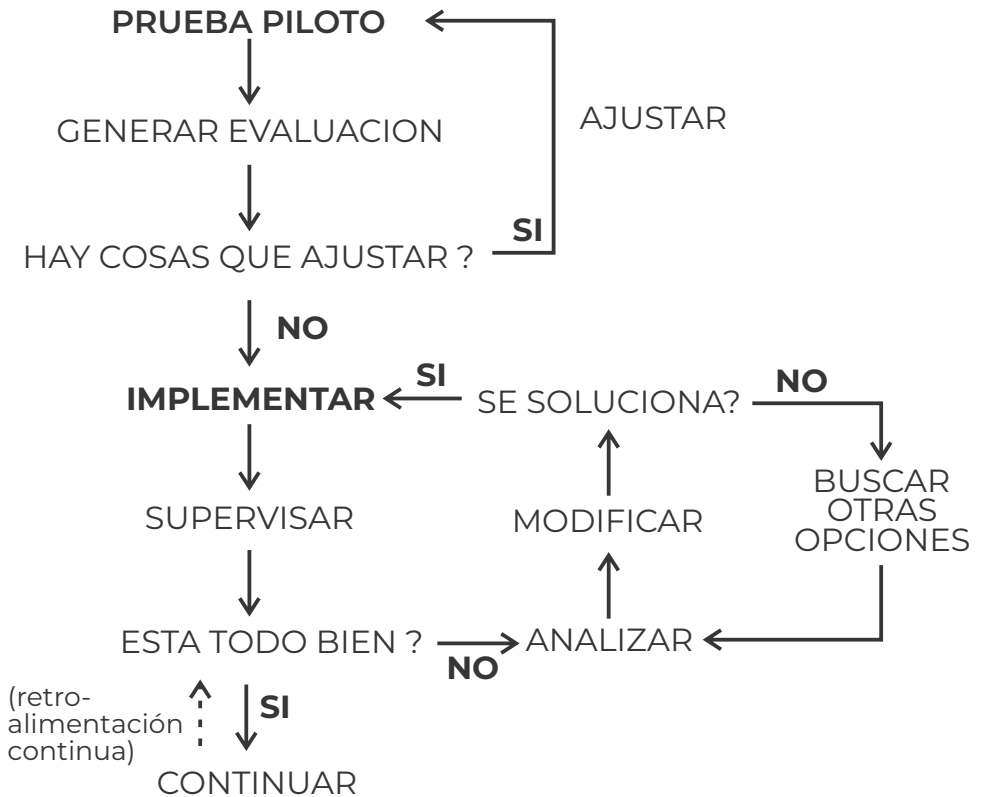 PRUEBA PILOTO
GENERAR EVALUACION
AJUSTAR
HAY COSAS QUE AJUSTAR ?
SI
NO
IMPLEMENTAR
SI
SE SOLUCIONA?
NO
SUPERVISAR
MODIFICAR
BUSCAR
OTRAS
OPCIONES
ESTA TODO BIEN ?
NO
ANALIZAR
(retro-
alimentación
continua)
SI
CONTINUAR